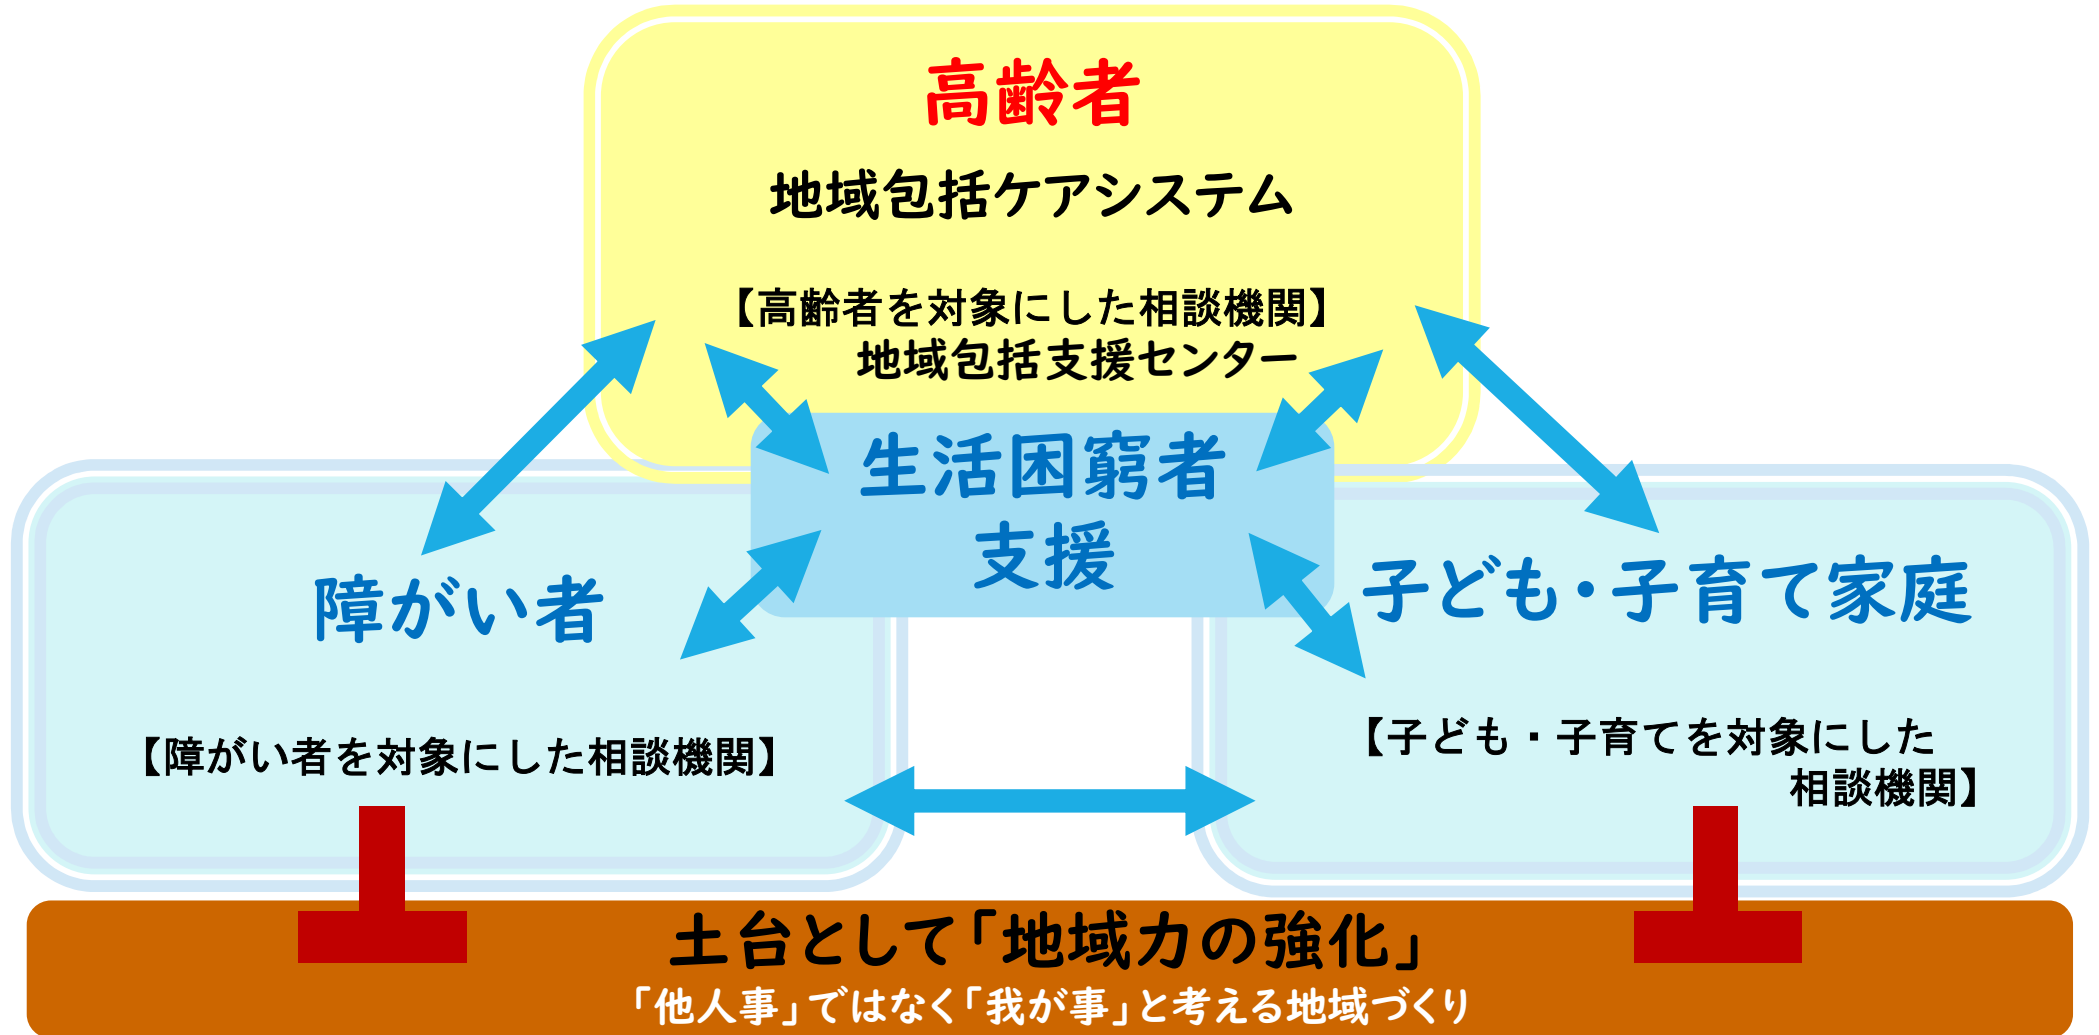 高齢者
地域包括ケアシステム
【高齢者を対象にした相談機関】
地域包括支援センター
生活困窮者
支援
障がい者
【障がい者を対象にした相談機関】
子ども・子育て家庭
【子ども・子育てを対象にした
相談機関】
土台として「地域力の強化」
「他人事」ではなく「我が事」と考える地域づくり